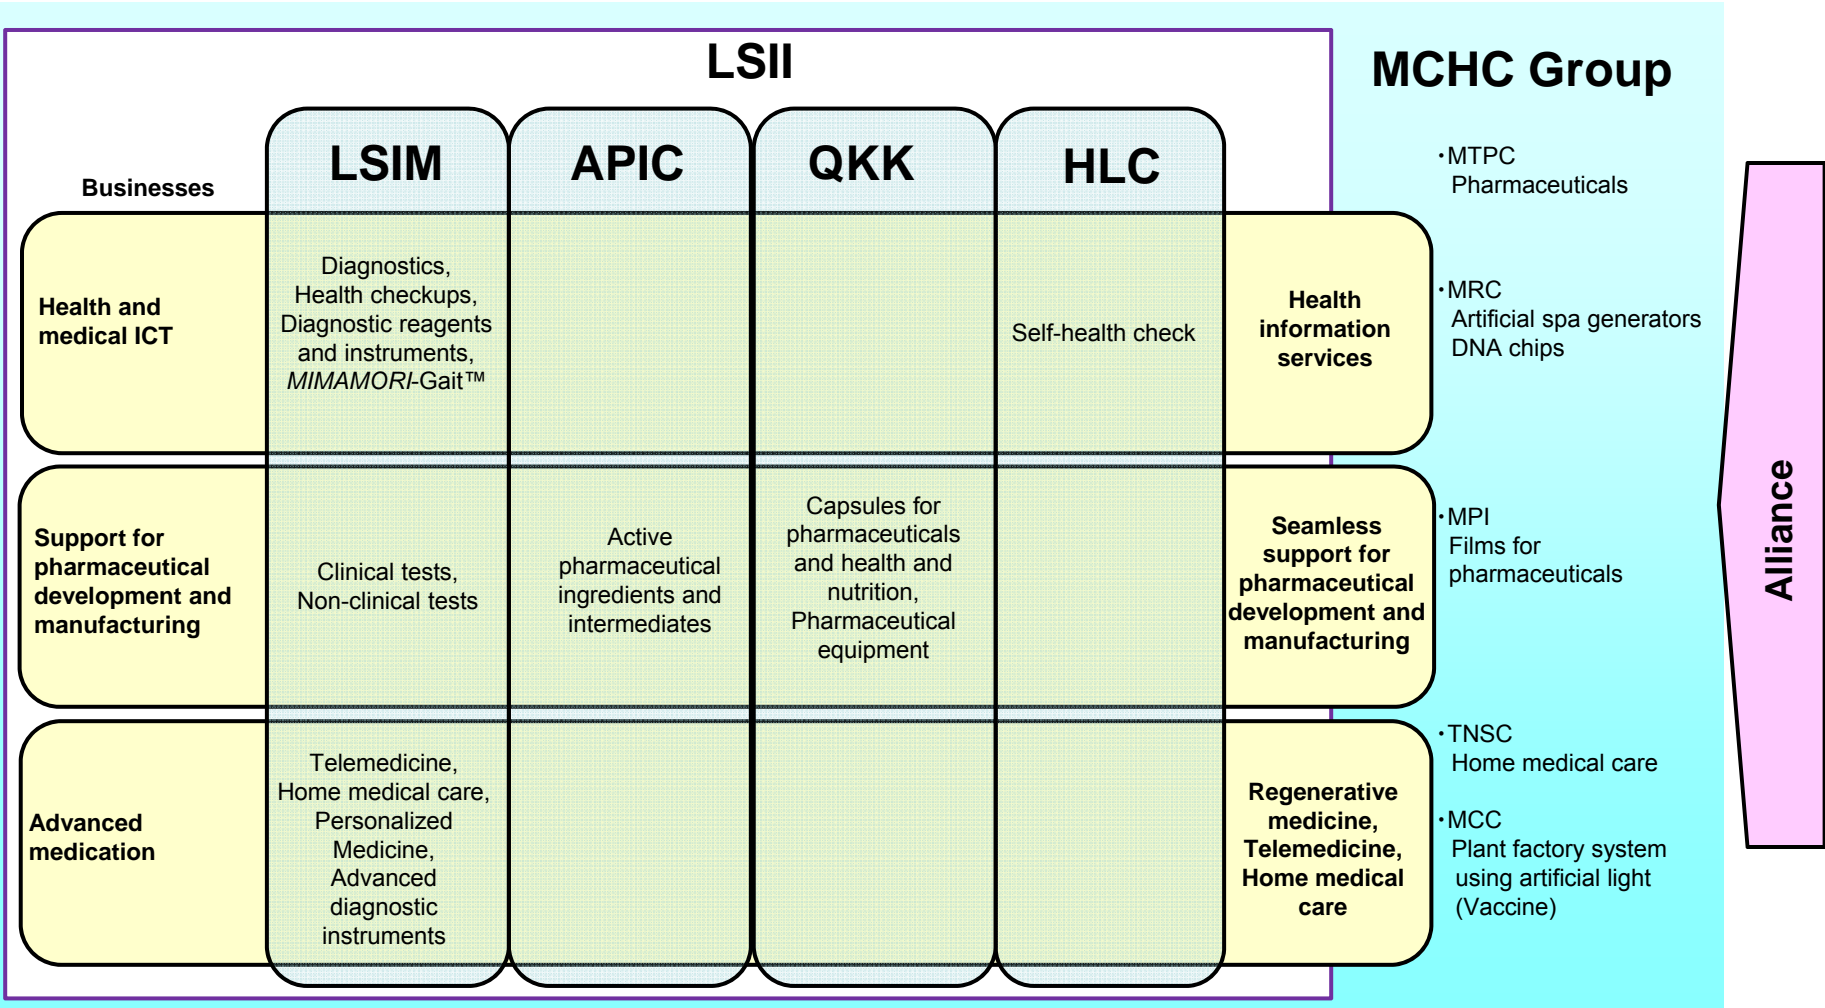 LSII
MCHC Group
Businesses
LSIM
APIC
QKK
HLC
Health and
medical ICT
Diagnostics,
Health checkups,
Diagnostic reagents
and instruments,
MIMAMORI-Gait™
Self-health check
Health
information
services
Support for
pharmaceutical
development and
manufacturing
Clinical tests,
Non-clinical tests
Active
pharmaceutical
ingredients and
intermediates
Capsules for
pharmaceuticals
and health and
nutrition,
Pharmaceutical
equipment
Seamless
support for
pharmaceutical
development and
manufacturing
Advanced
medication
Telemedicine,
Home medical care,
Personalized
Medicine,
Advanced
diagnostic
instruments
Regenerative
medicine,
Telemedicine,
Home medical
care
・MTPC
Pharmaceuticals
・MRC
Artificial spa generators
DNA chips
・MPI
Films for
pharmaceuticals
・TNSC
Home medical care
・MCC
Plant factory system
using artificial light
(Vaccine)
Alliance